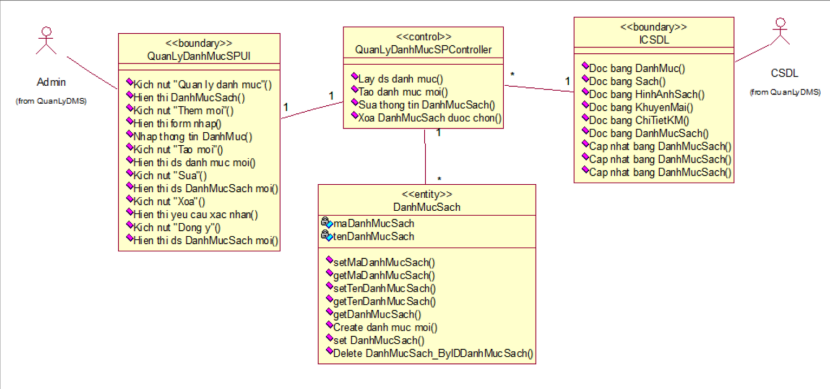 Admin
(from QuanLyDMS)
<<boundary>>
QuanLyDanhMucSPUI
Kich nut "Quan ly danh muc"()
Hien thi DanhMucSach()
Kich nut "Them moi"()
Hien thi form nhap()
Nhap thong tin DanhMuc()
Kich nut "Tao moi"()
Hien thi ds danh muc moi()
Kich nut "Sua"()
Hien thi ds DanhMucSach moi()
Kich nut "Xoa"()
Hien thi yeu cau xac nhan()
Kich nut "Dong y"()
Hien thi ds DanhMucSach moi()
1
1
<<control>>
QuanLyDanhMucSPController
Lay ds danh muc()
Tao danh muc moi()
Sua thong tin DanhMucSach()
Xoa DanhMucSach duoc chon()
*
1
<<boundary>>
ICSDL
Doc bang DanhMuc()
Doc bang Sach()
Doc bang HinhAnhSach()
Doc bang KhuyenMai()
Doc bang ChiTietKM()
Doc bang DanhMucSach()
Cap nhat bang DanhMucSach()
Cap nhat bang DanhMucSach()
Cap nhat bang DanhMucSach()
CSDL
(from QuanLyDMS)
1
*
<<entity>>
DanhMucSach
maDanhMucSach
tenDanhMucSach
setMaDanhMucSach()
getMaDanhMucSach()
setTenDanhMucSach()
getTenDanhMucSach()
getDanhMucSach()
Create danh muc moi()
set DanhMucSach()
Delete DanhMucSach_ByIDDanhMucSach()